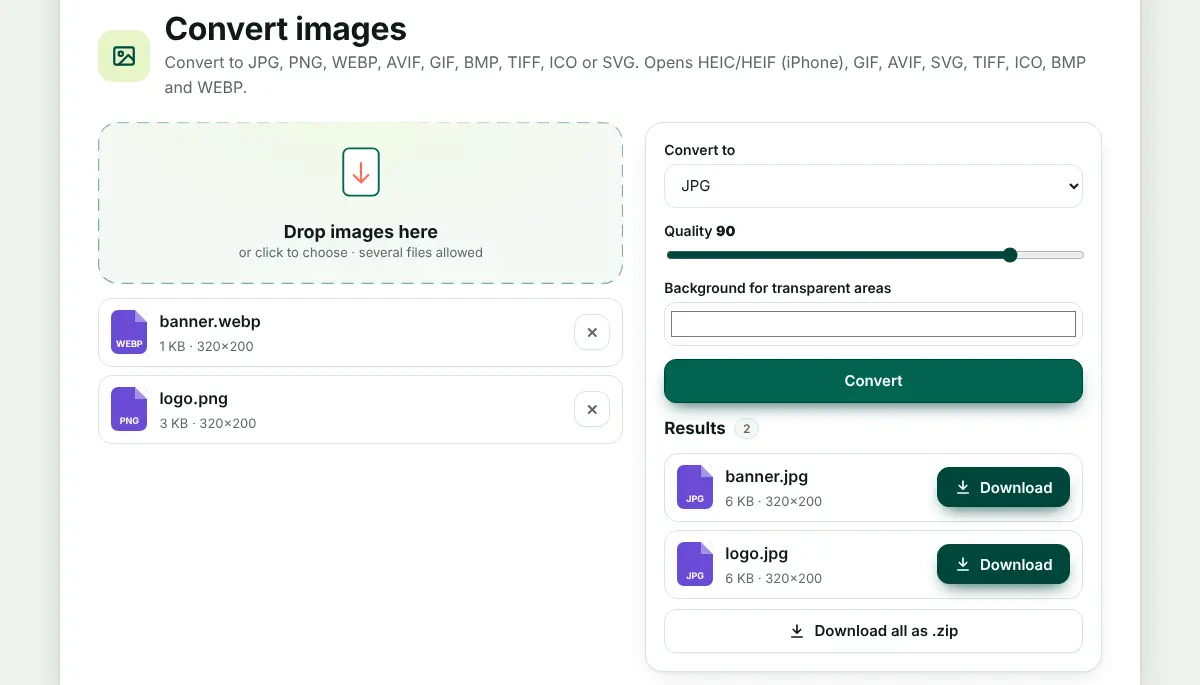 Convert images
Convert to JPG, PNG, WEBP, AVIF, GIF, BMP, TIFF, ICO or SVG. Opens HEIC/HEIF (iPhone), GIF, AVIF, SVG, TIFF, ICO, BMP
and WEBP.
Drop images here
or click to choose · several files allowed
WEBP
banner.webp
1 KB · 320×200
✕
PNG
logo.png
3 KB · 320×200
✕
Convert to
JPG
Quality 90
Background for transparent areas
Convert
Results 2
JPG
banner.jpg
6 KB · 320×200
Download
JPG
logo.jpg
6 KB · 320×200
Download
Download all as .zip